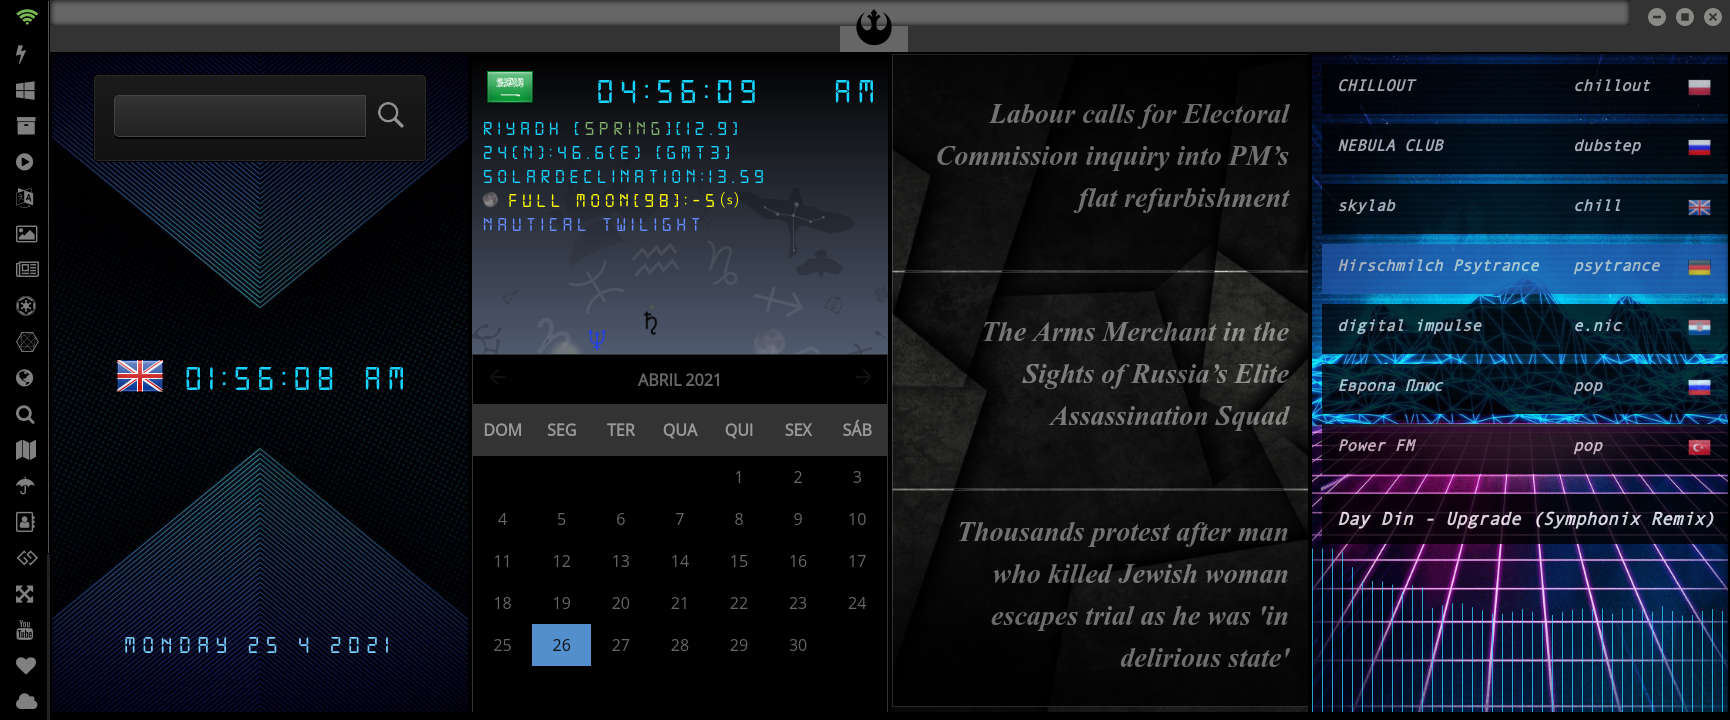 01:56:08 AM
MONDAY 25 4 2021
04:56:09 AM
RIYADH [SPRING][12.9]
24(N):46.6(E) [GMT3]
SOLARDECLINATION:13.59
FULL MOON[98]:-5(s)
NAUTICAL TWILIGHT
ABRIL 2021
DOM SEG TER QUA QUI SEX SÁB
1 2 3
4 5 6 7 8 9 10
11 12 13 14 15 16 17
18 19 20 21 22 23 24
25 26 27 28 29 30
Labour calls for Electoral
Commission inquiry into PM’s
flat refurbishment
The Arms Merchant in the
Sights of Russia’s Elite
Assassination Squad
Thousands protest after man
who killed Jewish woman
escapes trial as he was 'in
delirious state'
CHILLOUT chillout
NEBULA CLUB dubstep
skylab chill
Hirschmilch Psytrance psytrance
digital impulse e.nic
Европа Плюс pop
Power FM pop
Day Din - Upgrade (Symphonix Remix)
You
Tube